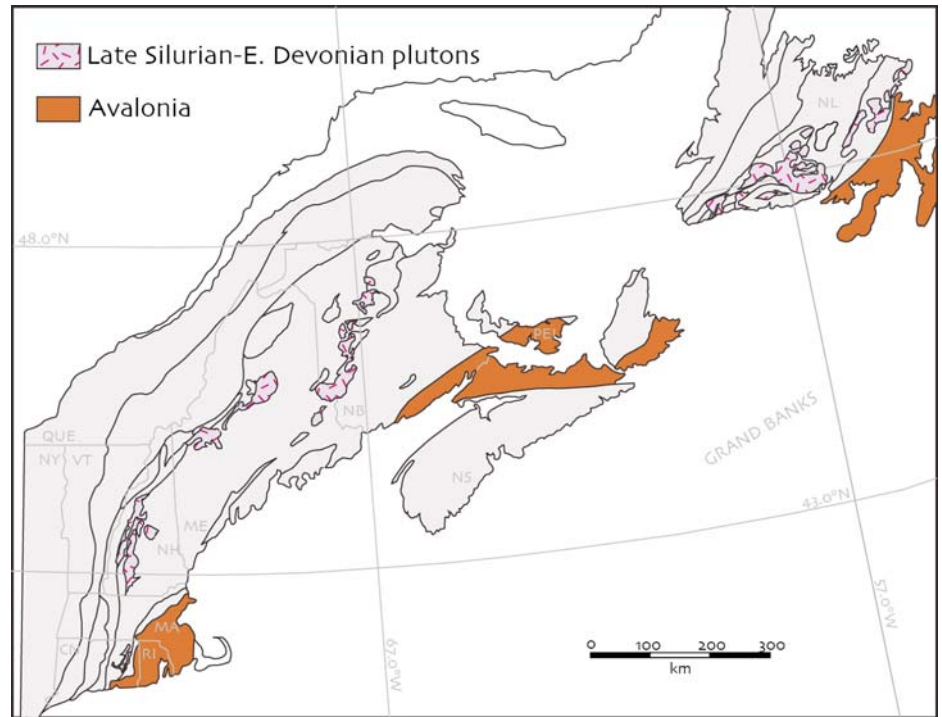 Late Silurian-E. Devonian plutons
Avalonia
NL
48.0°N
PEI
NB
QUE
NY
VT
GRAND BANKS
NS
43.0°N
ME
NH
57.0°W
MA
CN
RI
67.0°W
0 100 200 300
km